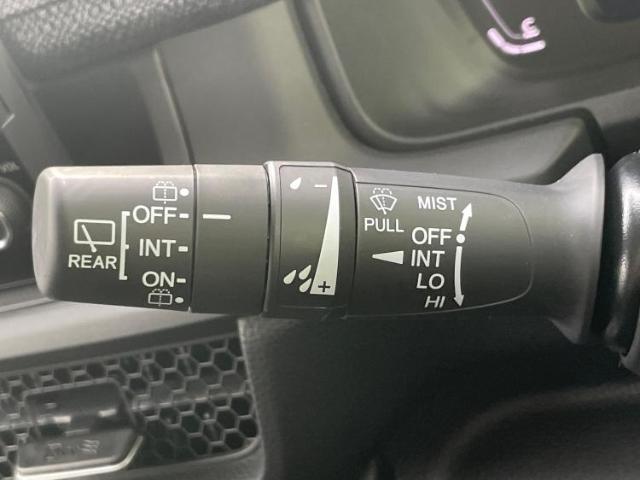 OFF
INT
ON
REAR
−
+
PULL
MIST
OFF
INT
LO
HI
C